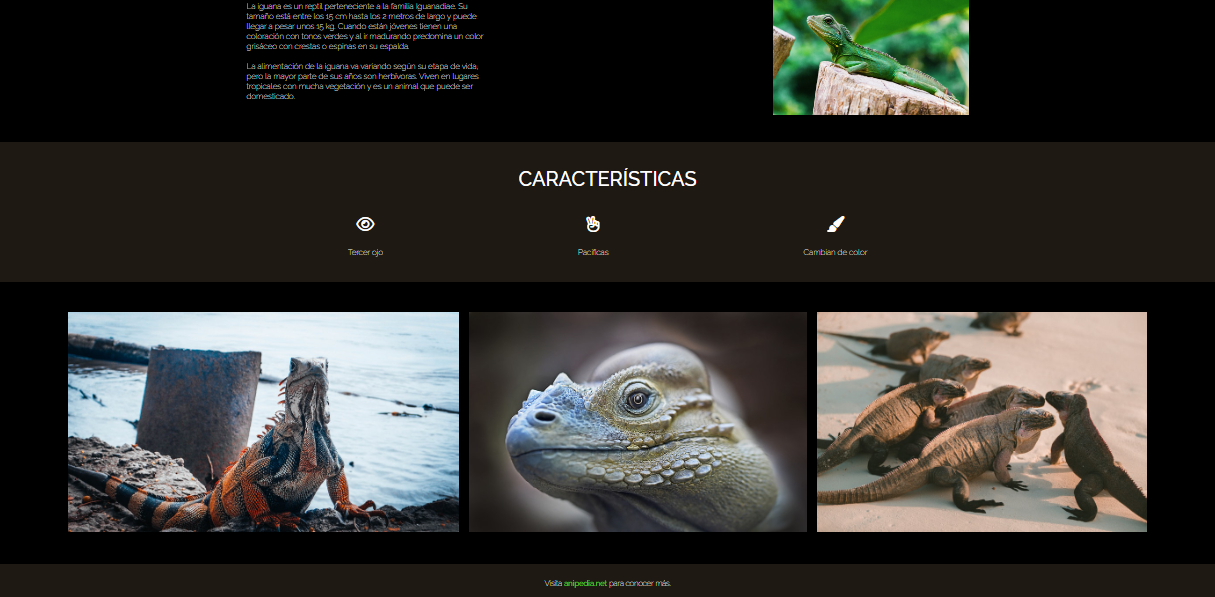 La iguana es un reptil perteneciente a la familia Iguanadiae. Su
tamaño está entre los 15 cm hasta los 2 metros de largo y puede
llegar a pesar unos 15 kg. Cuando están jóvenes tienen una
coloración con tonos verdes y al ir madurando predomina un color
grisáceo con crestas o espinas en su espalda.
La alimentación de la iguana va variando según su etapa de vida,
pero la mayor parte de sus años son herbívoras. Viven en lugares
tropicales con mucha vegetación y es un animal que puede ser
domesticado.
CARACTERÍSTICAS
Tercer ojo
Pacíficas
Cambian de color
Visita anipedia.net para conocer más.